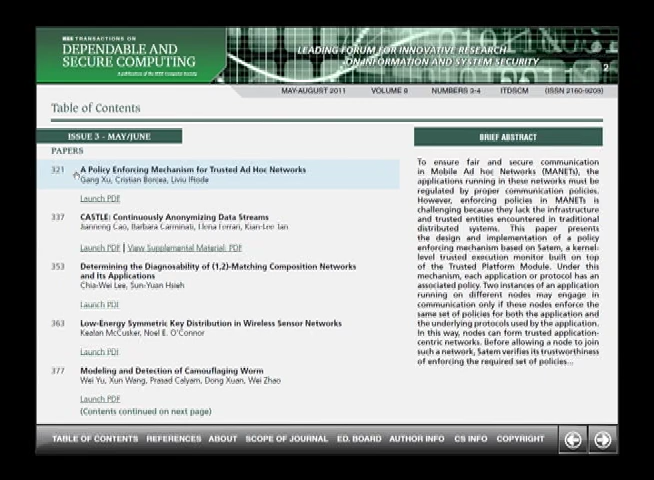 IEEE TRANSACTIONS ON
DEPENDABLE AND
SECURE COMPUTING
A publication of the IEEE Computer Society
LEADING FORUM FOR INNOVATIVE RESEARCH
ON INFORMATION AND SYSTEM SECURITY
2
MAY-AUGUST 2011 VOLUME 8 NUMBERS 3-4 ITDSCM (ISSN 2160-9209)
Table of Contents
ISSUE 3 - MAY/JUNE
PAPERS
321 A Policy Enforcing Mechanism for Trusted Ad Hoc Networks
Gang Xu, Cristian Borcea, Liviu Iftode
Launch PDF
337 CASTLE: Continuously Anonymizing Data Streams
Jianneng Cao, Barbara Carminati, Elena Ferrari, Kian-Lee Tan
Launch PDF | View Supplemental Material: PDF
353 Determining the Diagnosability of (1,2)-Matching Composition Networks
and Its Applications
Chia-Wei Lee, Sun-Yuan Hsieh
Launch PDF
363 Low-Energy Symmetric Key Distribution in Wireless Sensor Networks
Kealan McCusker, Noel E. O'Connor
Launch PDF
377 Modeling and Detection of Camouflaging Worm
Wei Yu, Xun Wang, Prasad Calyam, Dong Xuan, Wei Zhao
Launch PDF
(Contents continued on next page)
BRIEF ABSTRACT
To ensure fair and secure communication
in Mobile Ad hoc Networks (MANETs), the
applications running in these networks must be
regulated by proper communication policies.
However, enforcing policies in MANETs is
challenging because they lack the infrastructure
and trusted entities encountered in traditional
distributed systems. This paper presents
the design and implementation of a policy
enforcing mechanism based on Satem, a kernel-
level trusted execution monitor built on top
of the Trusted Platform Module. Under this
mechanism, each application or protocol has an
associated policy. Two instances of an application
running on different nodes may engage in
communication only if these nodes enforce the
same set of policies for both the application and
the underlying protocols used by the application.
In this way, nodes can form trusted application-
centric networks. Before allowing a node to join
such a network, Satem verifies its trustworthiness
of enforcing the required set of policies...
TABLE OF CONTENTS REFERENCES ABOUT SCOPE OF JOURNAL ED. BOARD AUTHOR INFO CS INFO COPYRIGHT